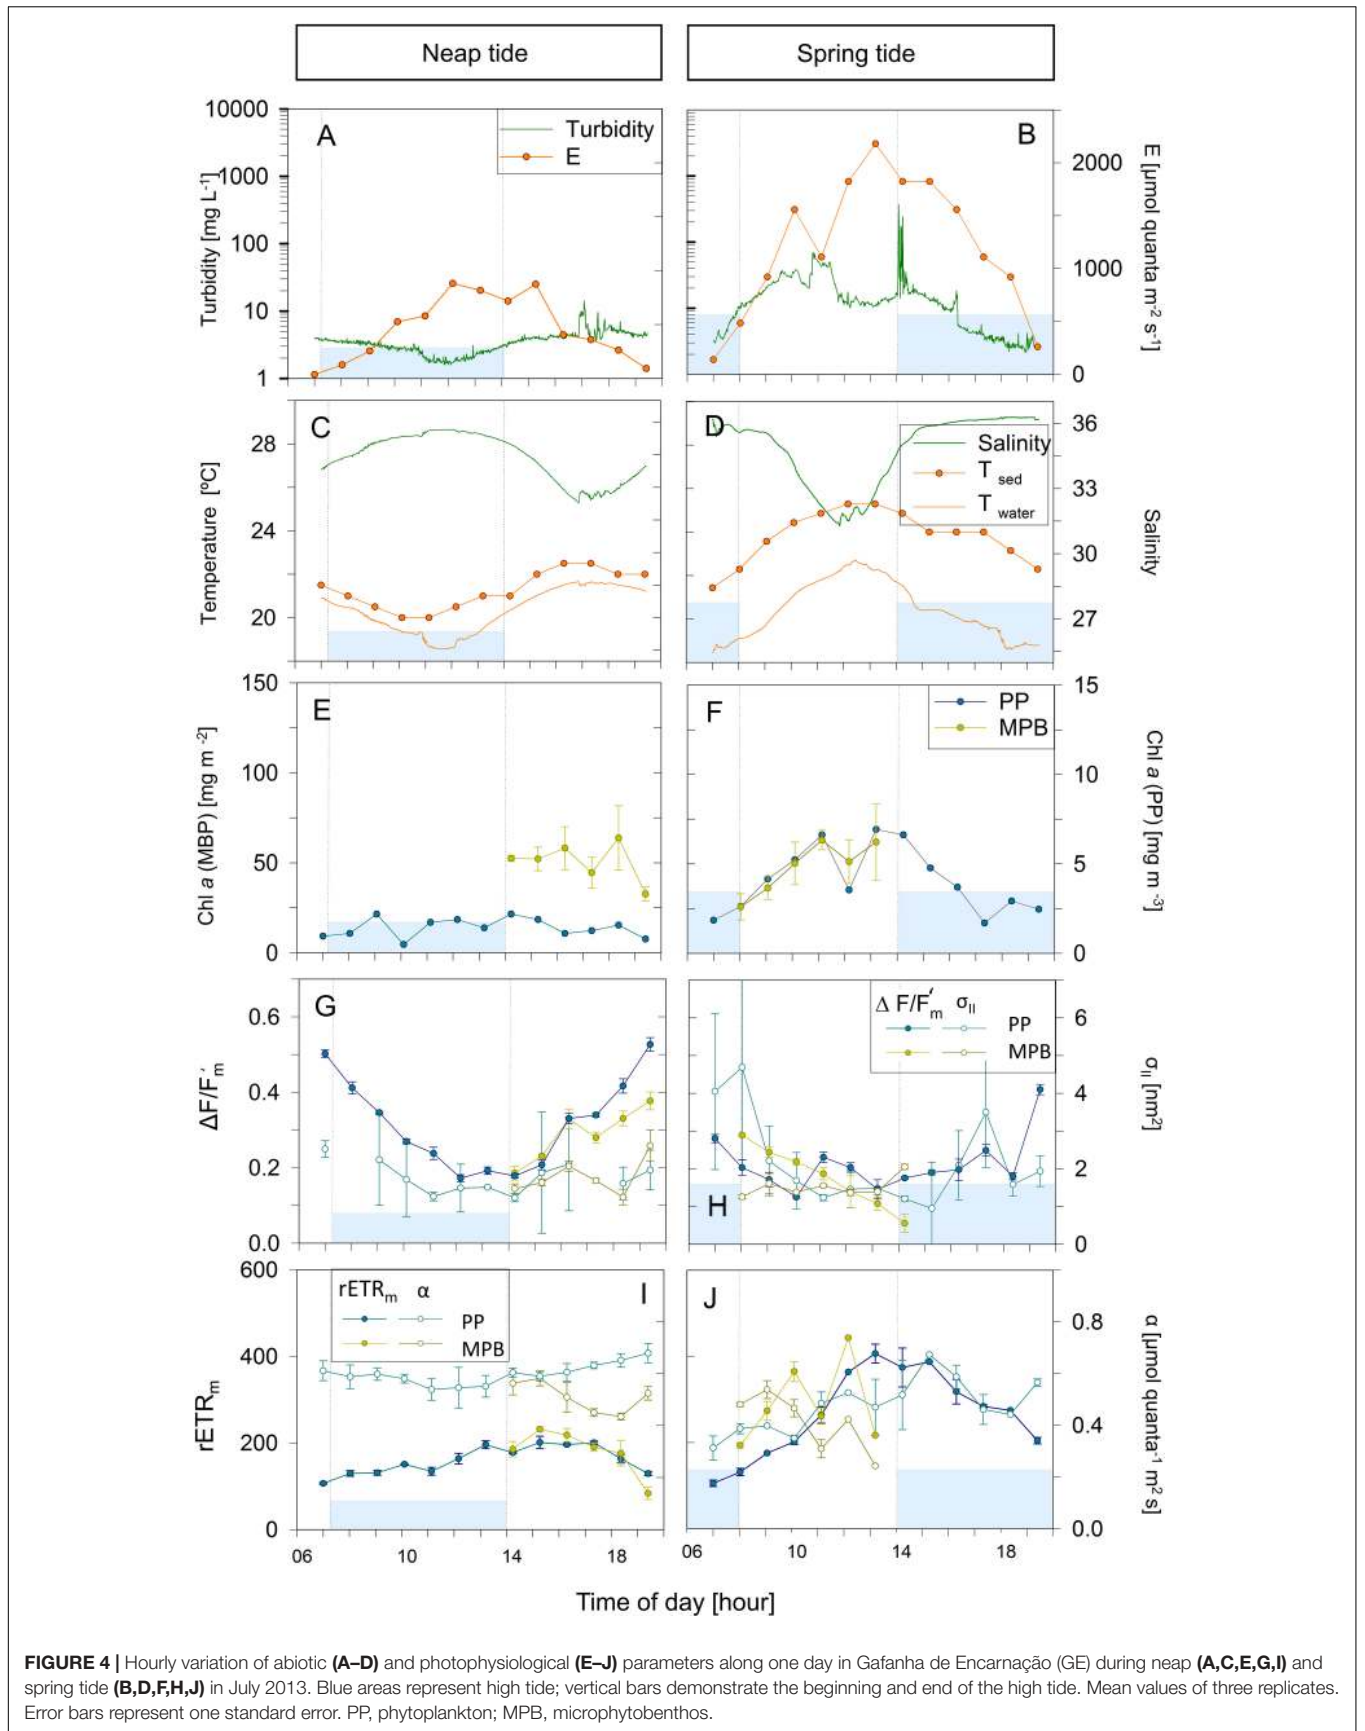 Neap tide
Spring tide
10000
1000
100
10
1
Turbidity [mg L-1]
A
Turbidity
E
B
2000
1000
0
E [µmol quanta m-2 s-1]
28
24
20
Temperature [ºC]
C
D
Salinity
T sed
T water
36
33
30
27
Salinity
150
100
50
0
Chl a (MBP) [mg m -2]
E
F
PP
MPB
15
10
5
0
Chl a (PP) [mg m -3]
0.6
0.4
0.2
0.0
ΔF/F'm
G
Δ F/F'm σII
PP
MPB
H
6
4
2
0
σII [nm2]
600
400
200
0
rETRm
rETRm α
PP
MPB
I
J
0.8
0.4
0.0
α [µmol quanta-1 m2 s]
06 10 14 18
06 10 14 18
Time of day [hour]
FIGURE 4 | Hourly variation of abiotic (A–D) and photophysiological (E–J) parameters along one day in Gafanha de Encarnação (GE) during neap (A,C,E,G,I) and
spring tide (B,D,F,H,J) in July 2013. Blue areas represent high tide; vertical bars demonstrate the beginning and end of the high tide. Mean values of three replicates.
Error bars represent one standard error. PP, phytoplankton; MPB, microphytobenthos.